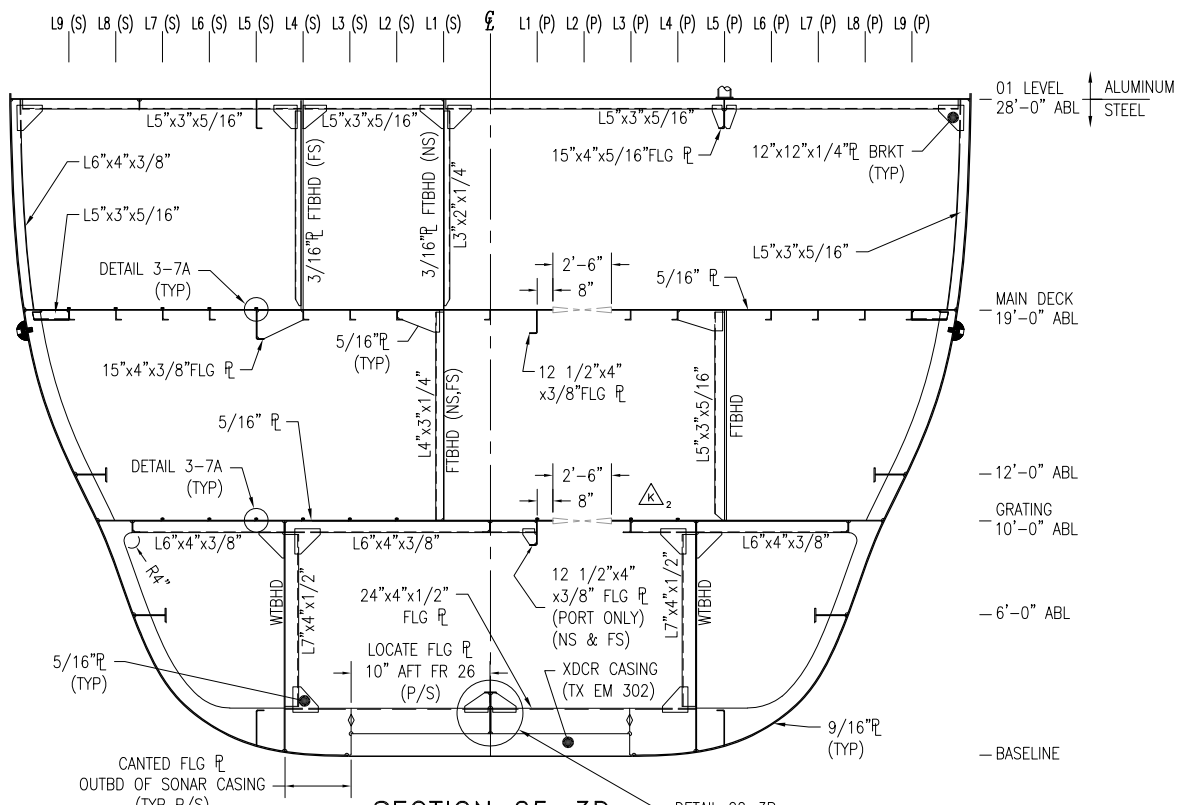 L9 (S) L8 (S) L7 (S) L6 (S) L5 (S) L4 (S) L3 (S) L2 (S) L1 (S) ℄ L1 (P) L2 (P) L3 (P) L4 (P) L5 (P) L6 (P) L7 (P) L8 (P) L9 (P)
01 LEVEL
28'-0" ABL
ALUMINUM
STEEL
L5"x3"x5/16"
L5"x3"x5/16"
L5"x3"x5/16"
15"x4"x5/16"FLG ⅊
12"x12"x1/4"⅊ BRKT
(TYP)
L6"x4"x3/8"
L5"x3"x5/16"
3/16"⅊ FTBHD (FS)
3/16"⅊ FTBHD (NS)
L3"x2"x1/4"
L5"x3"x5/16"
DETAIL 3-7A
(TYP)
2'-6"
8"
5/16" ⅊
MAIN DECK
19'-0" ABL
15"x4"x3/8"FLG ⅊
5/16"⅊
(TYP)
12 1/2"x4"
x3/8"FLG ⅊
L4"x3"x1/4"
FTBHD (NS,FS)
L5"x3"x5/16"
FTBHD
5/16" ⅊
DETAIL 3-7A
(TYP)
2'-6"
8"
K
2
12'-0" ABL
GRATING
10'-0" ABL
L6"x4"x3/8"
L6"x4"x3/8"
L6"x4"x3/8"
R4"
WTBHD
L7"x4"x1/2"
24"x4"x1/2"
FLG ⅊
12 1/2"x4"
x3/8" FLG ⅊
(PORT ONLY)
(NS & FS)
L7"x4"x1/2"
WTBHD
6'-0" ABL
5/16"⅊
(TYP)
LOCATE FLG ⅊
10" AFT FR 26
(P/S)
XDCR CASING
(TX EM 302)
9/16"⅊
(TYP)
BASELINE
CANTED FLG ⅊
OUTBD OF SONAR CASING
(TYP P/S)